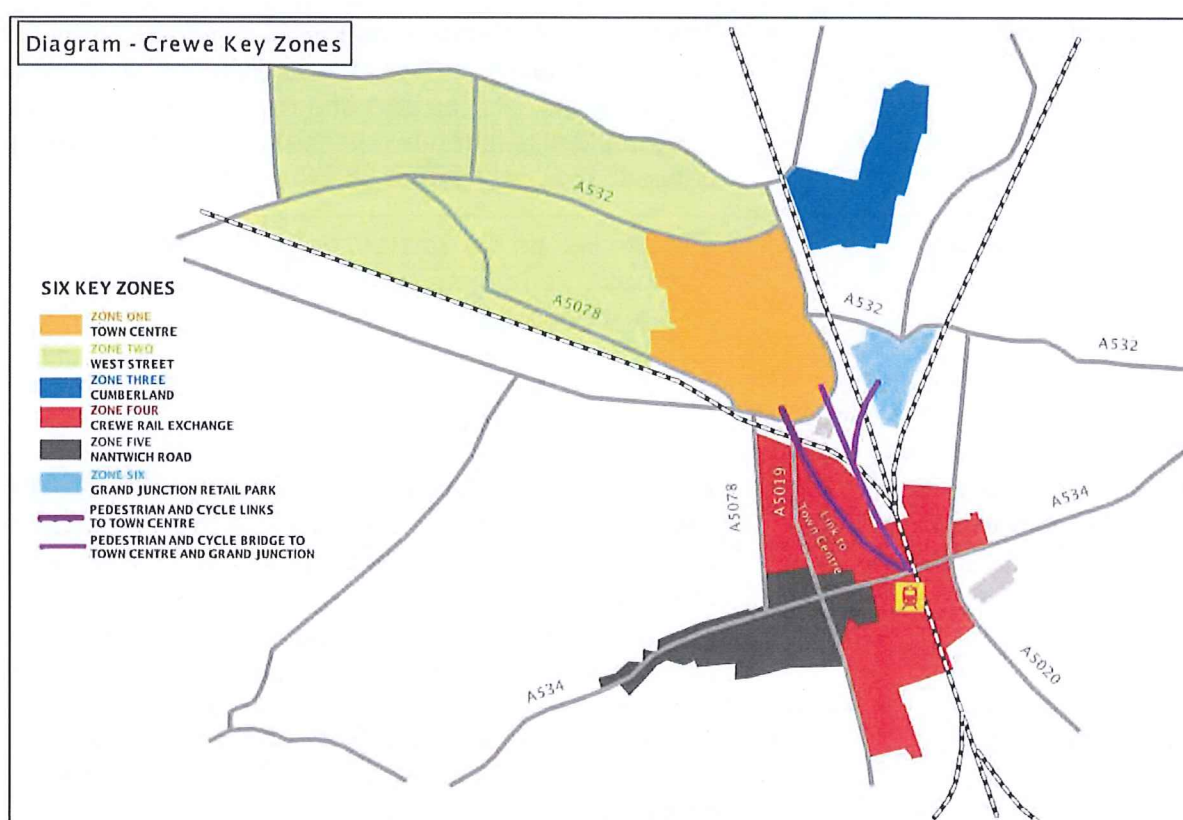 Diagram - Crewe Key Zones
A532
A5078
A532
A532
SIX KEY ZONES
ZONE ONE
TOWN CENTRE
ZONE TWO
WEST STREET
ZONE THREE
CUMBERLAND
ZONE FOUR
CREWE RAIL EXCHANGE
ZONE FIVE
NANTWICH ROAD
ZONE SIX
GRAND JUNCTION RETAIL PARK
PEDESTRIAN AND CYCLE LINKS
TO TOWN CENTRE
PEDESTRIAN AND CYCLE BRIDGE TO
TOWN CENTRE AND GRAND JUNCTION
A5078
A5019
Link to
Town Centre
A534
A534
A5020